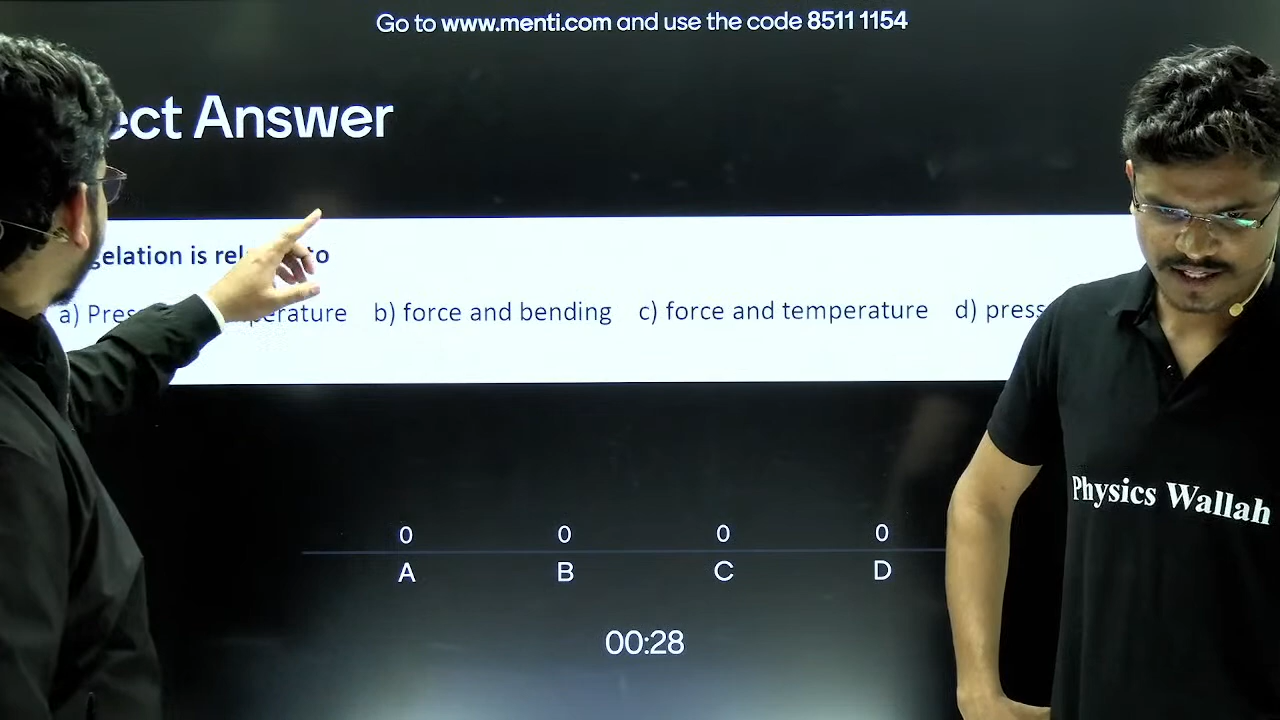 Go to www.menti.com and use the code 8511 1154
ect Answer
gelation is rel to
a) Pres perature b) force and bending c) force and temperature d) press
0 0 0 0
A B C D
00:28
Physics Wallah